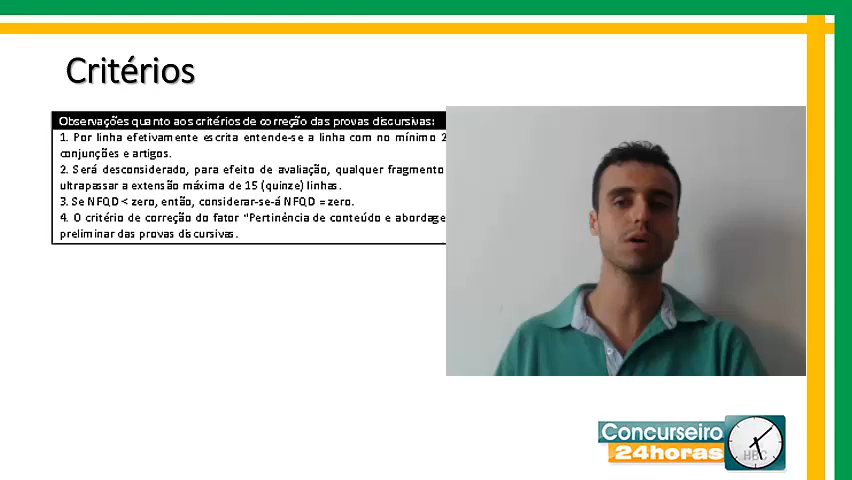 Critérios
Observações quanto aos critérios de correção das provas discursivas:
1. Por linha efetivamente escrita entende-se a linha com no mínimo 2
conjunções e artigos.
2. Será desconsiderado, para efeito de avaliação, qualquer fragmento
ultrapassar a extensão máxima de 15 (quinze) linhas.
3. Se NFQD < zero, então, considerar-se-á NFQD = zero.
4. O critério de correção do fator “Pertinência de conteúdo e abordage
preliminar das provas discursivas.
Concurseiro
24horas
HBC